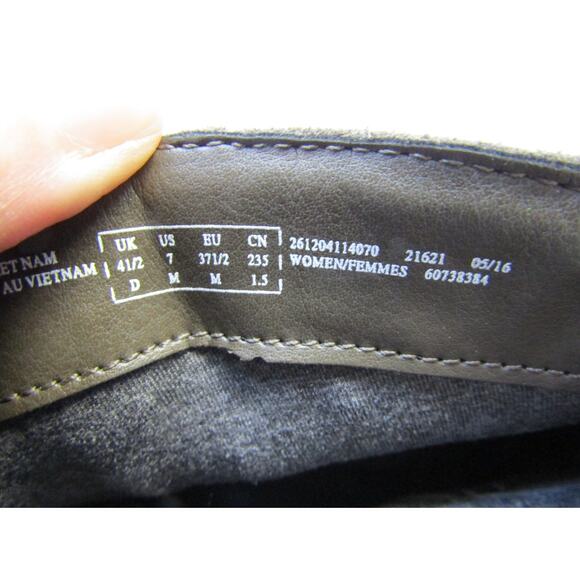 ET NAM
AU VIETNAM
UK US EU CN
41/2 7 371/2 235
D M M 1.5
261204114070 21621 05/16
WOMEN/FEMMES 60738384